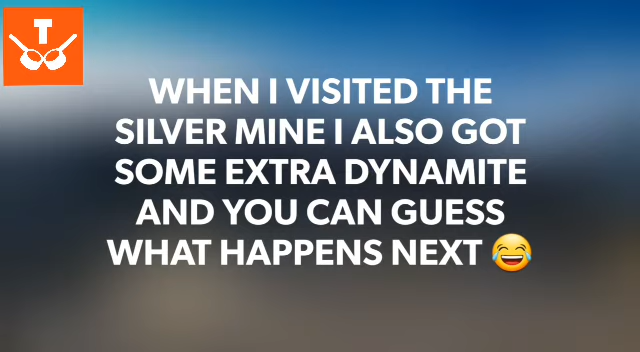 T
WHEN I VISITED THE
SILVER MINE I ALSO GOT
SOME EXTRA DYNAMITE
AND YOU CAN GUESS
WHAT HAPPENS NEXT 😂